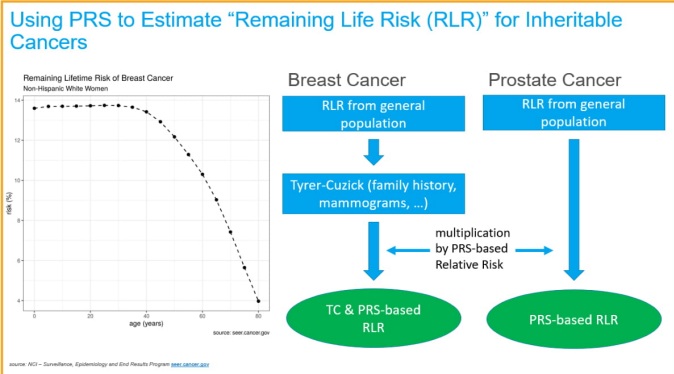 Using PRS to Estimate “Remaining Life Risk (RLR)” for Inheritable
Cancers
Remaining Lifetime Risk of Breast Cancer
Non-Hispanic White Women
14
12
10
8
6
4
risk (%)
0
20
40
60
80
age (years)
source: seer.cancer.gov
Breast Cancer
RLR from general
population
Tyrer-Cuzick (family history,
mammograms, ...)
TC & PRS-based
RLR
multiplication
by PRS-based
Relative Risk
Prostate Cancer
RLR from general
population
PRS-based RLR
source: NCI – Surveillance, Epidemiology and End Results Program seer.cancer.gov